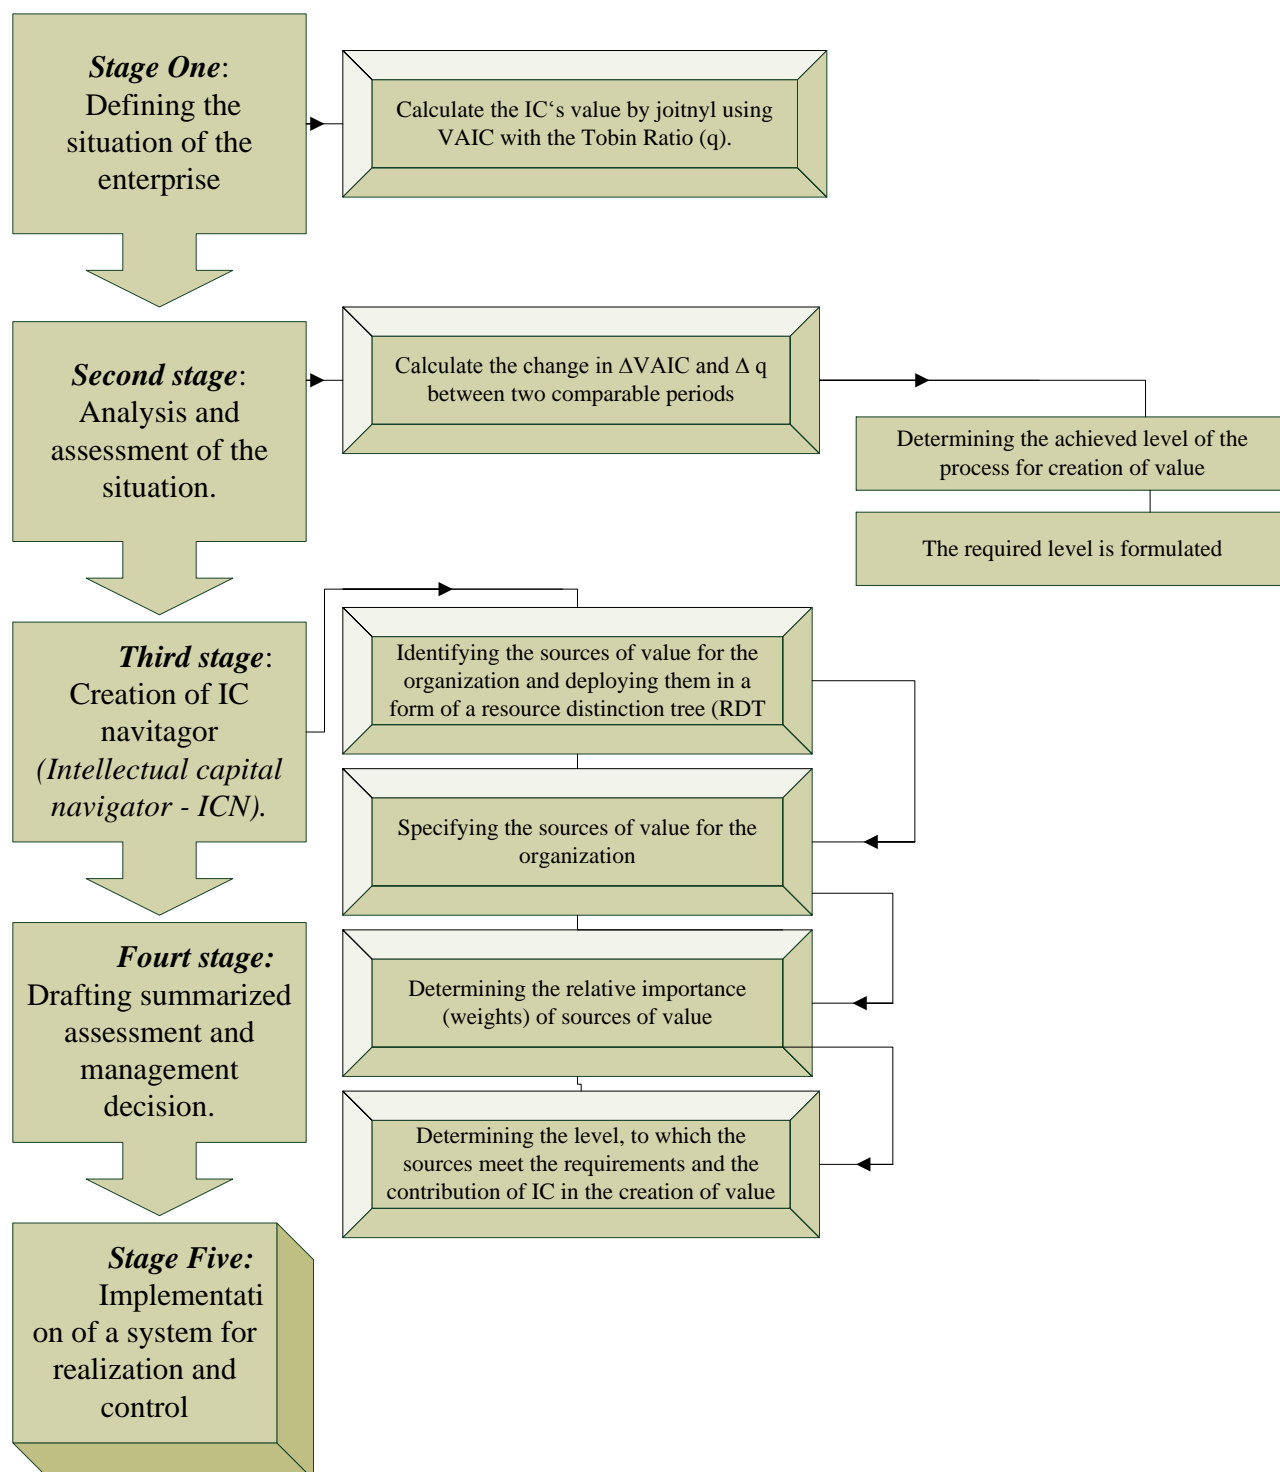 Stage One:
Defining the
situation of the
enterprise
Calculate the IC‘s value by joitnyl using
VAIC with the Tobin Ratio (q).
Second stage:
Analysis and
assessment of the
situation.
Calculate the change in ΔVAIC and Δ q
between two comparable periods
Determining the achieved level of the
process for creation of value
The required level is formulated
Third stage:
Creation of IC
navitagor
(Intellectual capital
navigator - ICN).
Identifying the sources of value for the
organization and deploying them in a
form of a resource distinction tree (RDT
Specifying the sources of value for the
organization
Fourt stage:
Drafting summarized
assessment and
management
decision.
Determining the relative importance
(weights) of sources of value
Determining the level, to which the
sources meet the requirements and the
contribution of IC in the creation of value
Stage Five:
Implementati
on of a system for
realization and
control